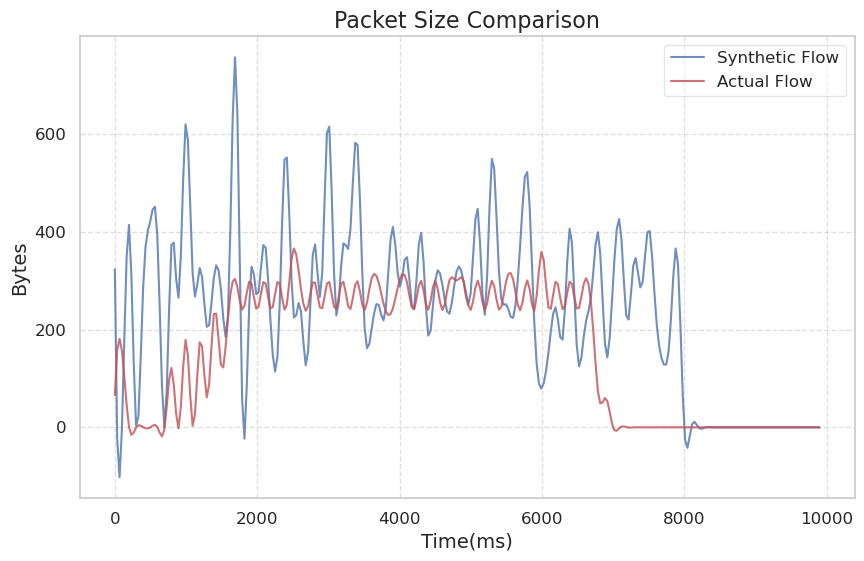 Packet Size Comparison
Synthetic Flow
Actual Flow
600
400
200
0
Bytes
0 2000 4000 6000 8000 10000
Time(ms)